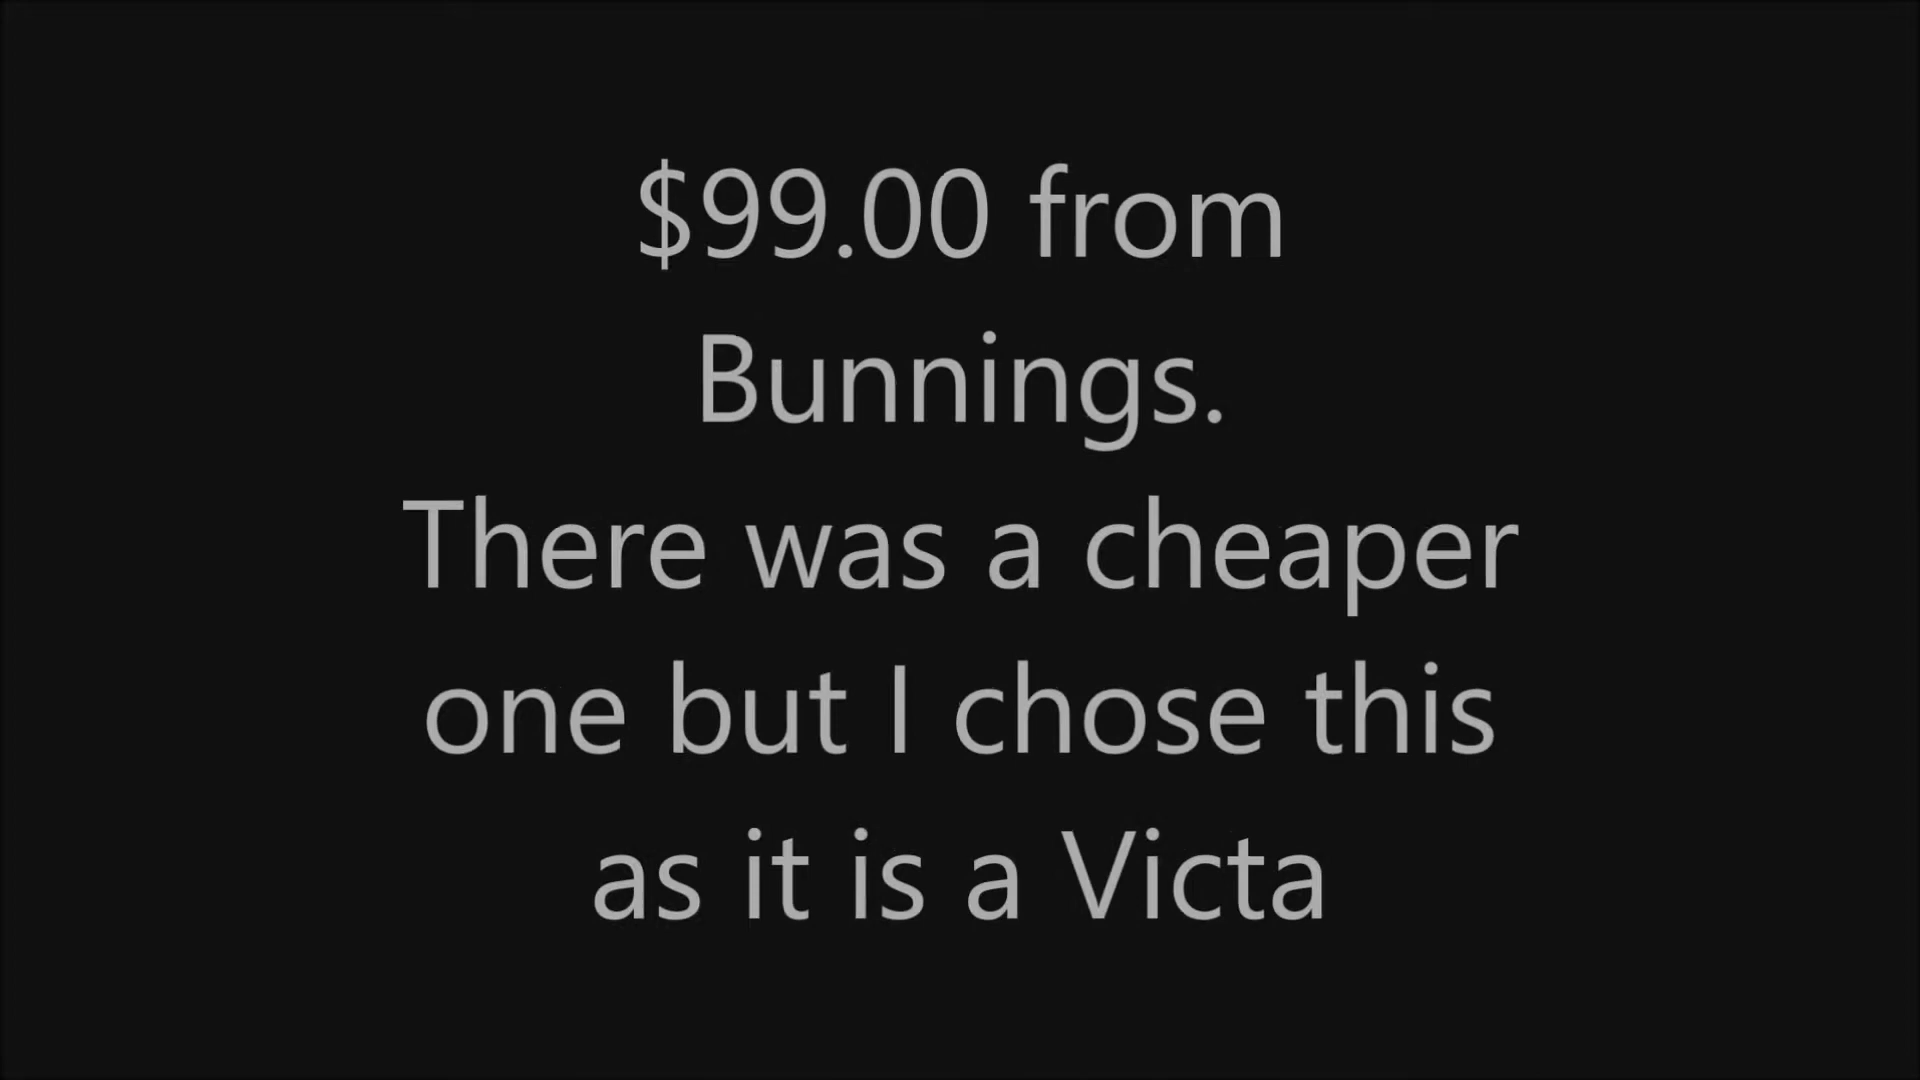 $99.00 from
Bunnings.
There was a cheaper
one but I chose this
as it is a Victa